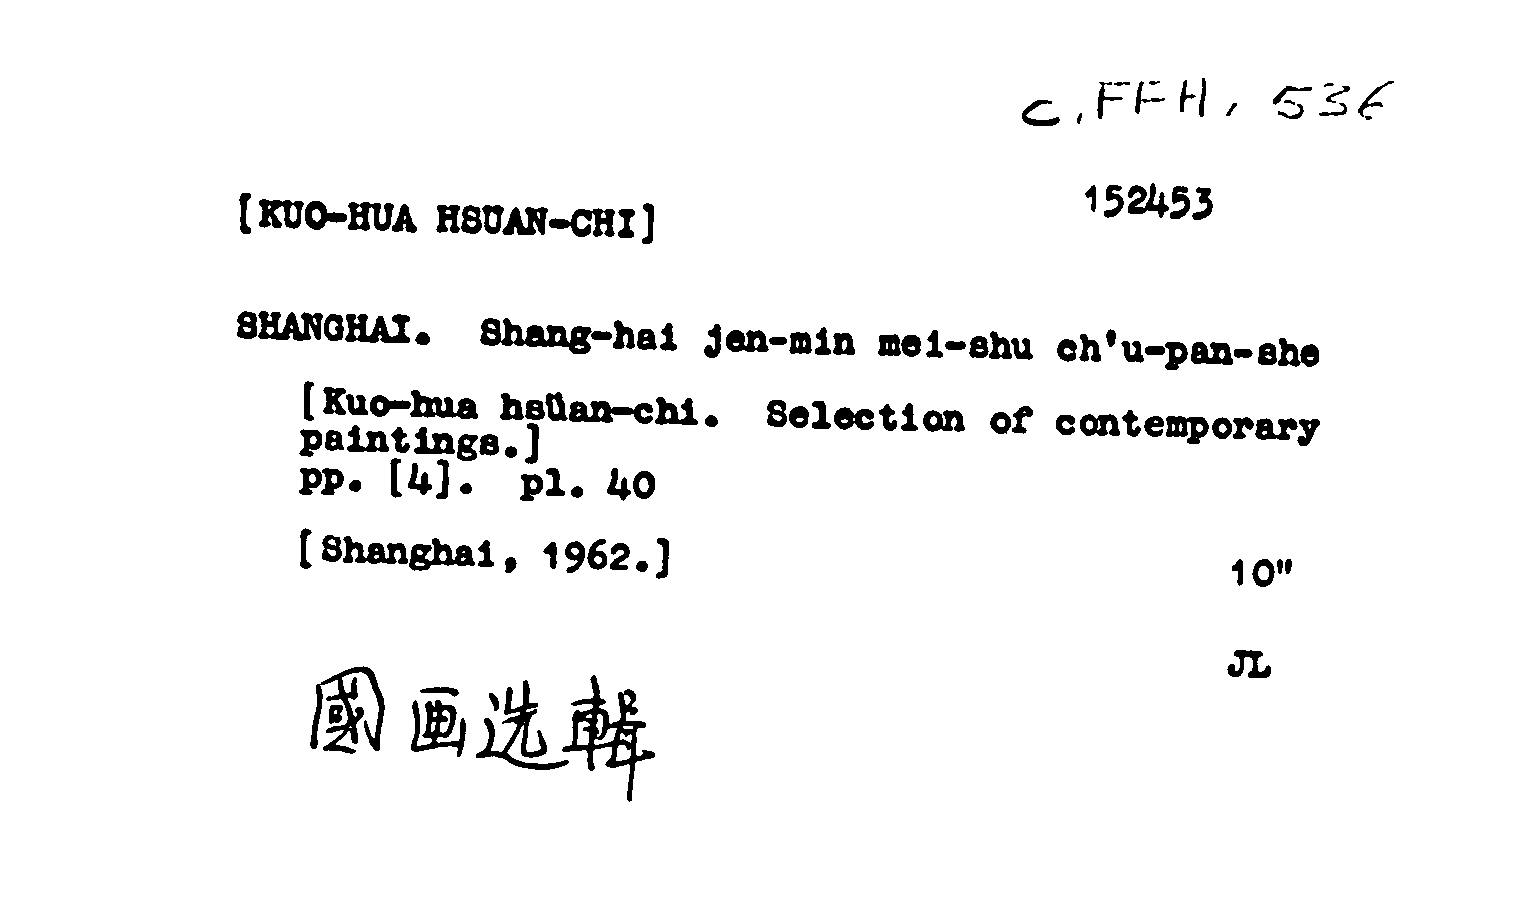 c. FFH. 536
152453
[KUO-HUA HSÜAN-CHI]
SHANGHAI. Shang-hai jen-min mei-shu ch'u-pan-she
[Kuo-hua hsüan-chi. Selection of contemporary
paintings.]
pp. [4]. pl. 40
[Shanghai, 1962.]
10"
JL
國画选輯